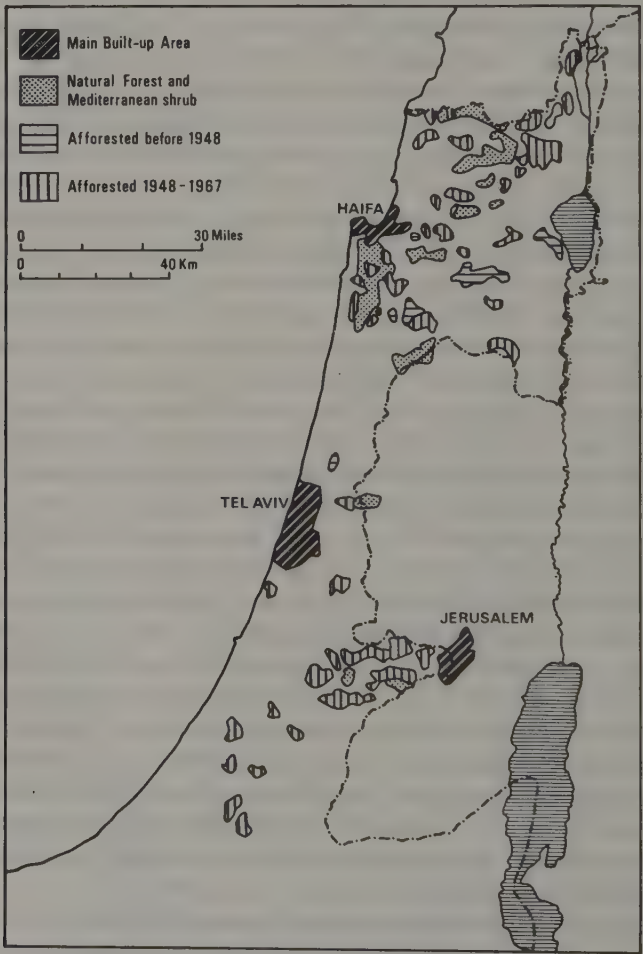 Main Built-up Area
Natural Forest and
Mediterranean shrub
Afforested before 1948
Afforested 1948-1967
0 30 Miles
0 40 Km
HAIFA
TEL AVIV
JERUSALEM